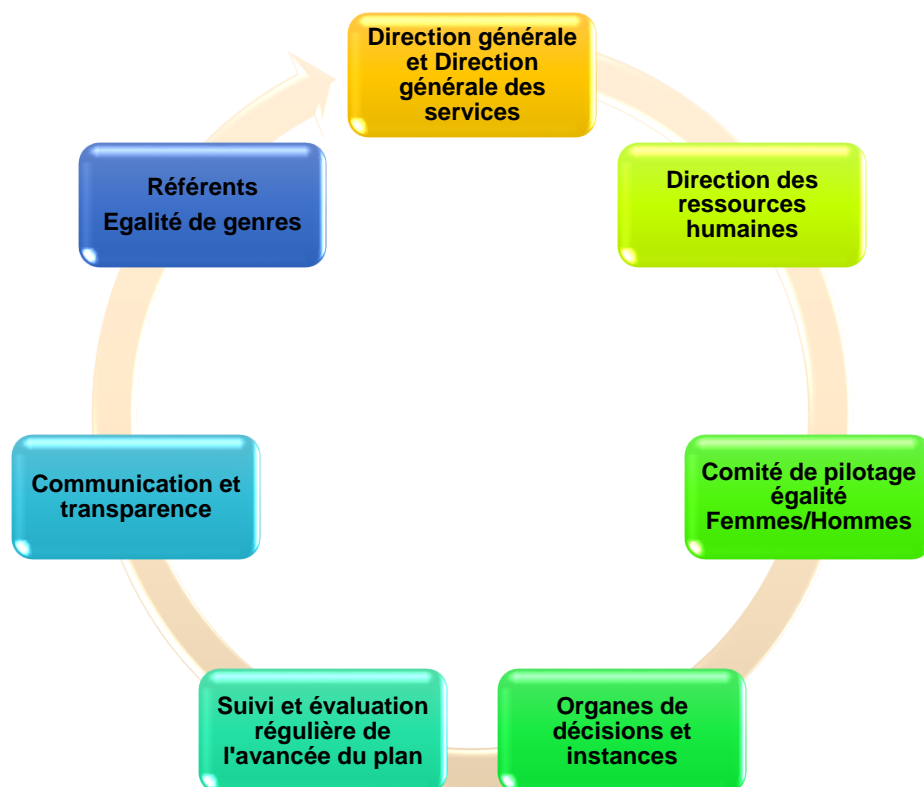 Direction générale
et Direction
générale des
services
Direction des
ressources
humaines
Comité de pilotage
égalité
Femmes/Hommes
Organes de
décisions et
instances
Suivi et évaluation
régulière de
l'avancée du plan
Communication et
transparence
Référents
Egalité de genres